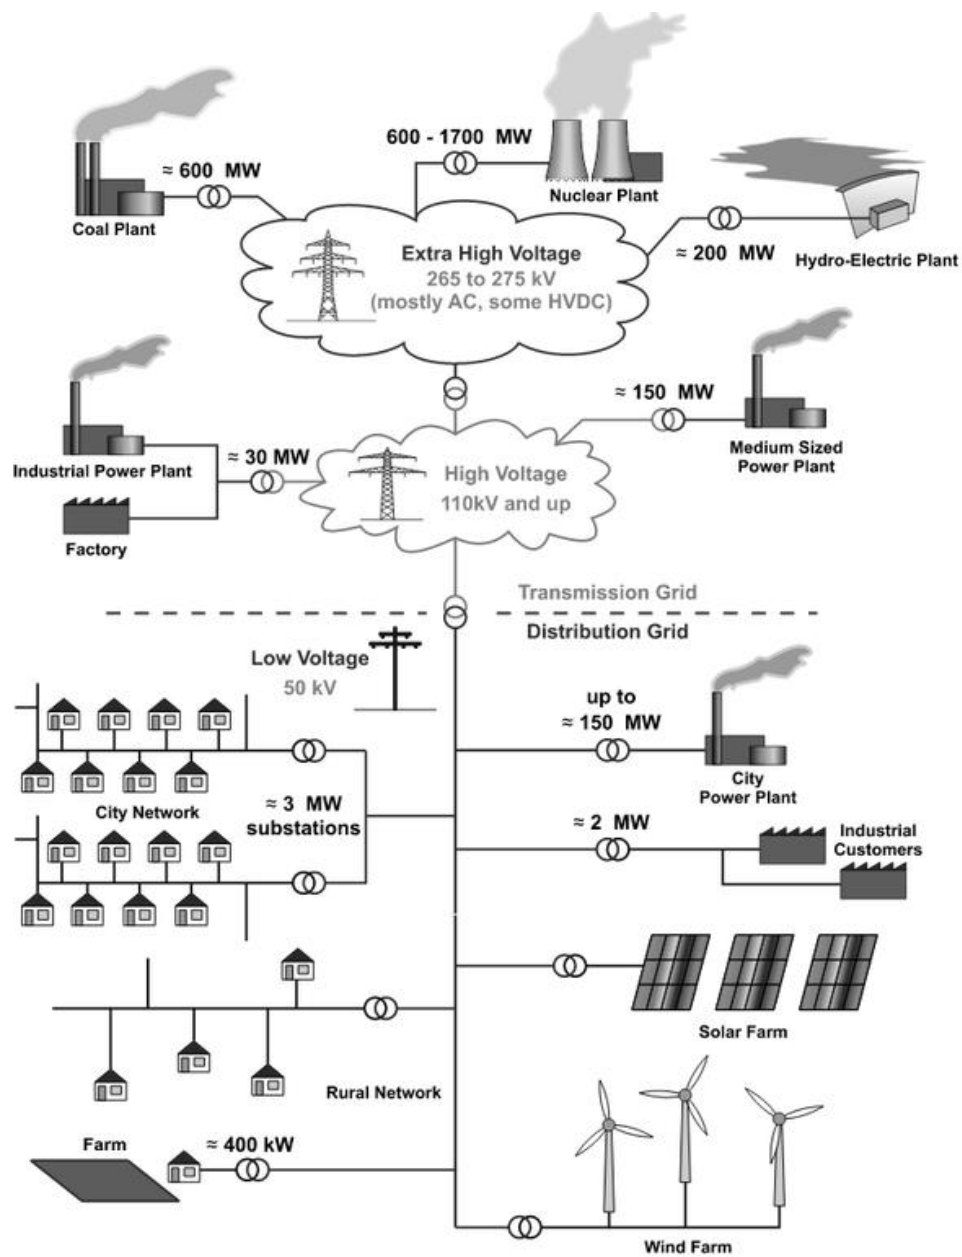 600 - 1700 MW
≈ 600 MW
Nuclear Plant
Coal Plant
≈ 200 MW
Hydro-Electric Plant
Extra High Voltage
265 to 275 kV
(mostly AC, some HVDC)
≈ 150 MW
Medium Sized
Power Plant
Industrial Power Plant
≈ 30 MW
Factory
High Voltage
110kV and up
Transmission Grid
Distribution Grid
Low Voltage
50 kV
up to
≈ 150 MW
City
Power Plant
City Network
≈ 3 MW
substations
≈ 2 MW
Industrial
Customers
Solar Farm
Rural Network
Farm
≈ 400 kW
Wind Farm